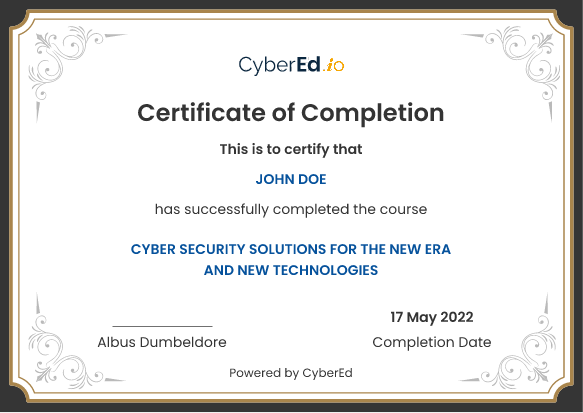 CyberEd.io
Certificate of Completion
This is to certify that
JOHN DOE
has successfully completed the course
CYBER SECURITY SOLUTIONS FOR THE NEW ERA
AND NEW TECHNOLOGIES
17 May 2022
Albus Dumbeldore
Completion Date
Powered by CyberEd